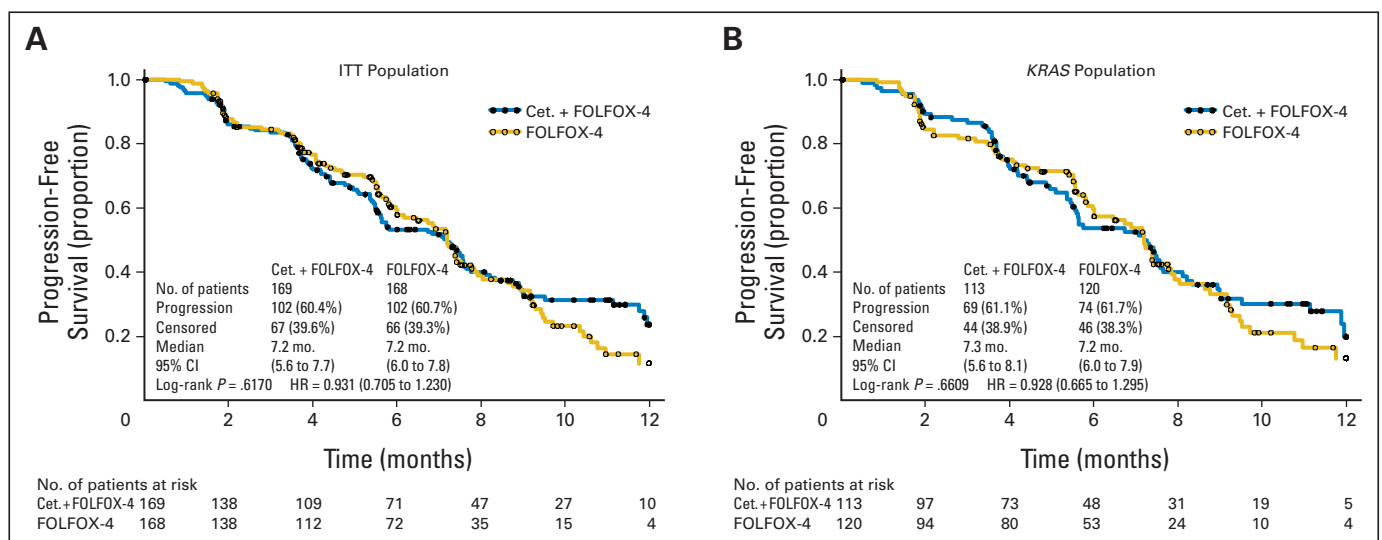 A
ITT Population
Cet. + FOLFOX-4
FOLFOX-4
Progression-Free
Survival (proportion)
1.0
0.8
0.6
0.4
0.2
0
2
4
6
8
10
12
Time (months)
Cet. + FOLFOX-4 FOLFOX-4
No. of patients 169 168
Progression 102 (60.4%) 102 (60.7%)
Censored 67 (39.6%) 66 (39.3%)
Median 7.2 mo. 7.2 mo.
95% CI (5.6 to 7.7) (6.0 to 7.8)
Log-rank P = .6170 HR = 0.931 (0.705 to 1.230)
No. of patients at risk
Cet.+FOLFOX-4 169 138 109 71 47 27 10
FOLFOX-4 168 138 112 72 35 15 4
B
KRAS Population
Cet. + FOLFOX-4
FOLFOX-4
Progression-Free
Survival (proportion)
1.0
0.8
0.6
0.4
0.2
0
2
4
6
8
10
12
Time (months)
Cet. + FOLFOX-4 FOLFOX-4
No. of patients 113 120
Progression 69 (61.1%) 74 (61.7%)
Censored 44 (38.9%) 46 (38.3%)
Median 7.3 mo. 7.2 mo.
95% CI (5.6 to 8.1) (6.0 to 7.9)
Log-rank P = .6609 HR = 0.928 (0.665 to 1.295)
No. of patients at risk
Cet.+FOLFOX-4 113 97 73 48 31 19 5
FOLFOX-4 120 94 80 53 24 10 4